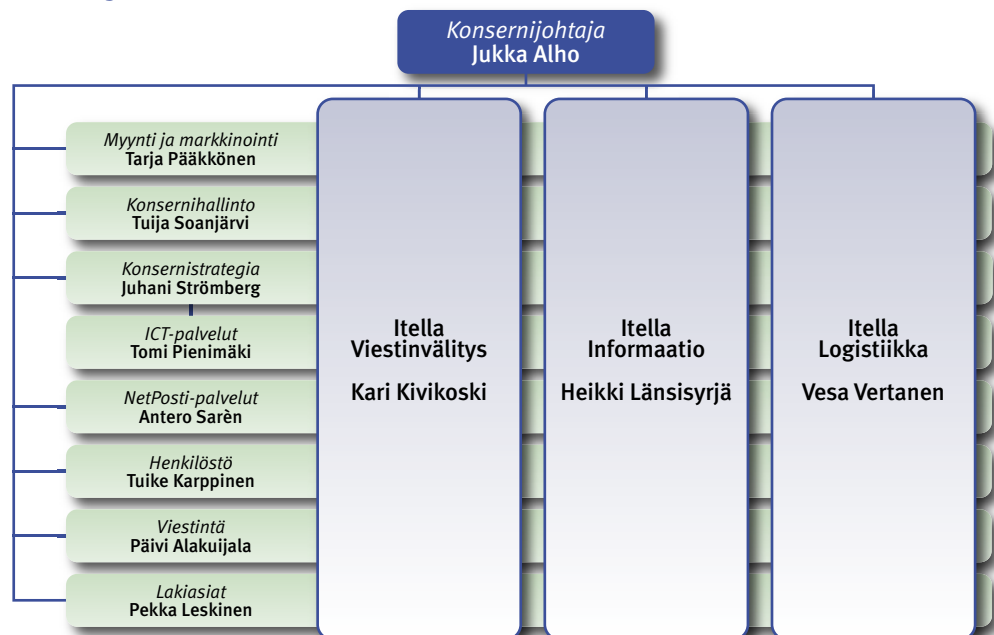 Konsernijohtaja
Jukka Alho
Myynti ja markkinointi
Tarja Pääkkönen
Konsernihallinto
Tuija Soanjärvi
Konsernistrategia
Juhani Strömberg
ICT-palvelut
Tomi Pienimäki
NetPosti-palvelut
Antero Sarèn
Henkilöstö
Tuike Karppinen
Viestintä
Päivi Alakuijala
Lakiasiat
Pekka Leskinen
Itella
Viestinvälitys
Kari Kivikoski
Itella
Informaatio
Heikki Länsisyrjä
Itella
Logistiikka
Vesa Vertanen